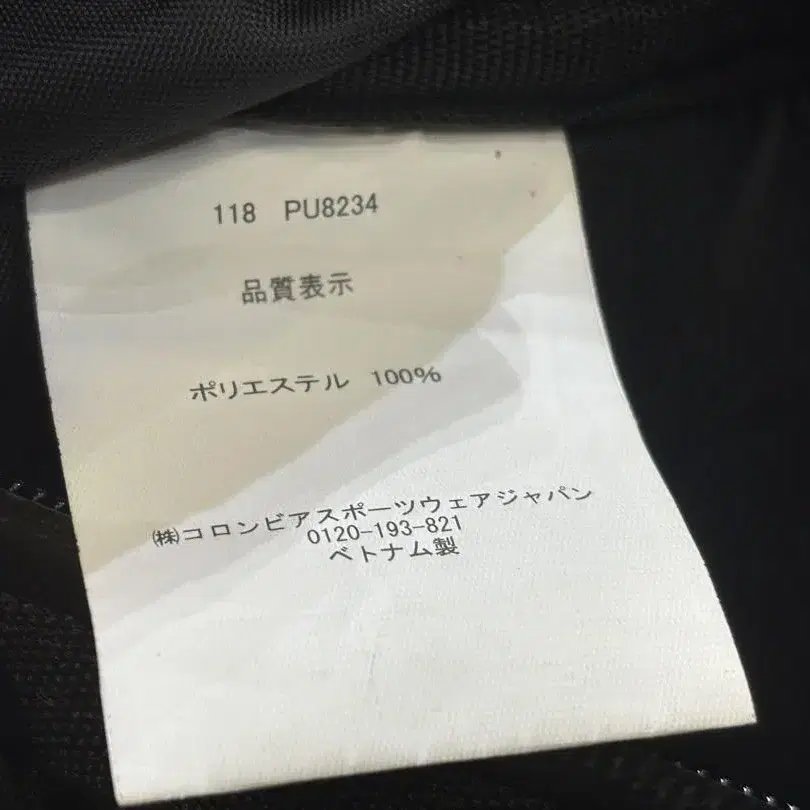 118 PU8234
品質表示
ポリエステル 100%
㈱コロンビアスポーツウェアジャパン
0120-193-821
ベトナム製